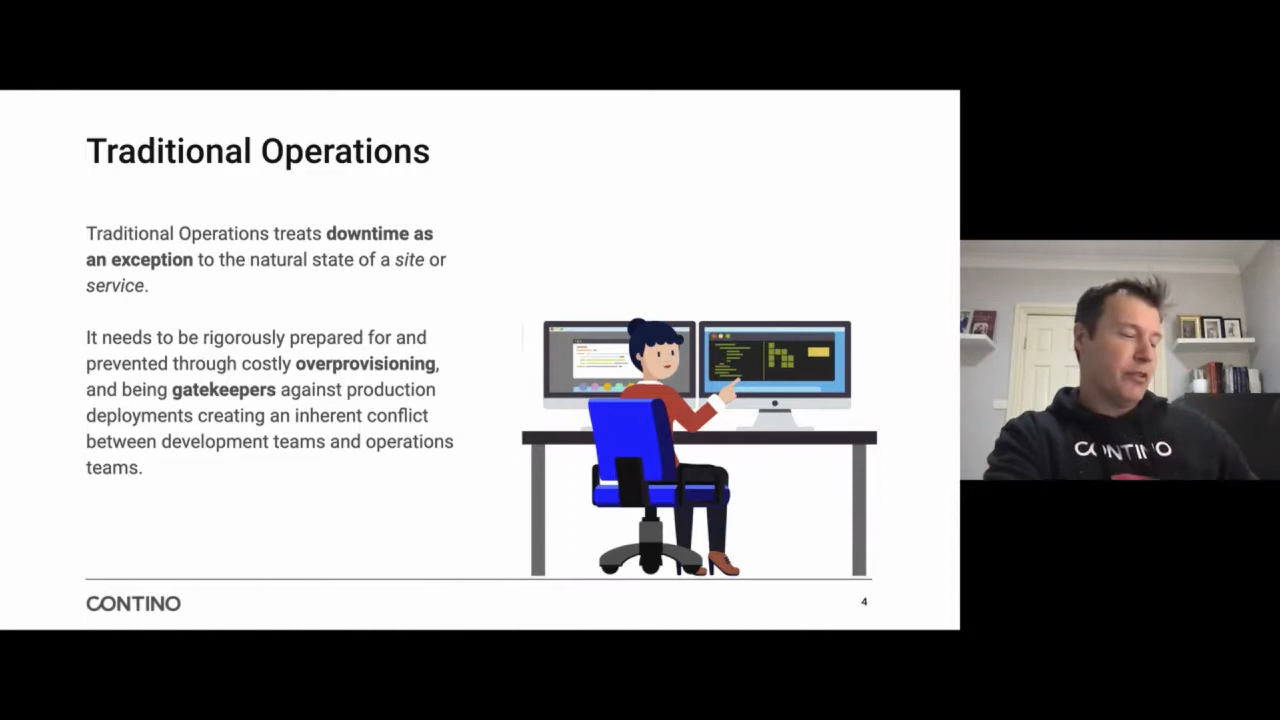 Traditional Operations
Traditional Operations treats downtime as
an exception to the natural state of a site or
service.
It needs to be rigorously prepared for and
prevented through costly overprovisioning,
and being gatekeepers against production
deployments creating an inherent conflict
between development teams and operations
teams.
CONTINO
4
CONTINO